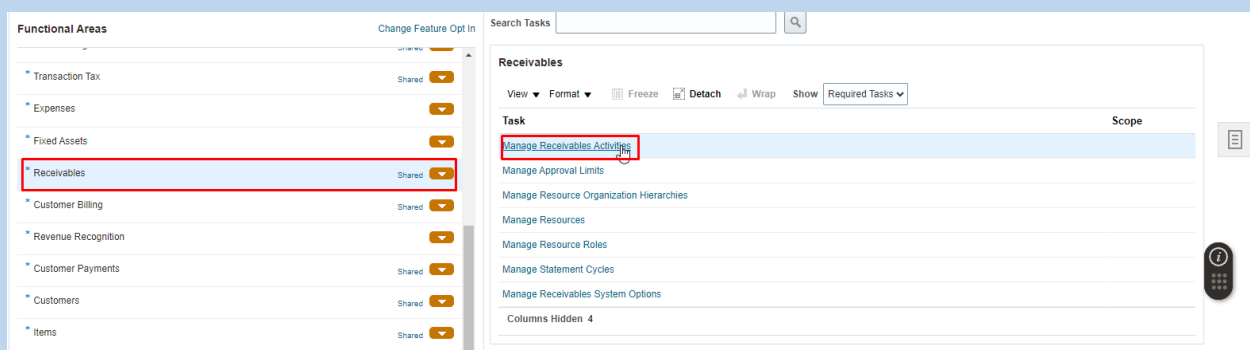 Functional Areas
Change Feature Opt In
* Transaction Tax
Shared
* Expenses
* Fixed Assets
* Receivables
Shared
* Customer Billing
Shared
* Revenue Recognition
* Customer Payments
Shared
* Customers
Shared
* Items
Shared
Search Tasks
Receivables
View Format Freeze Detach Wrap Show Required Tasks
Task Scope
Manage Receivables Activities
Manage Approval Limits
Manage Resource Organization Hierarchies
Manage Resources
Manage Resource Roles
Manage Statement Cycles
Manage Receivables System Options
Columns Hidden 4